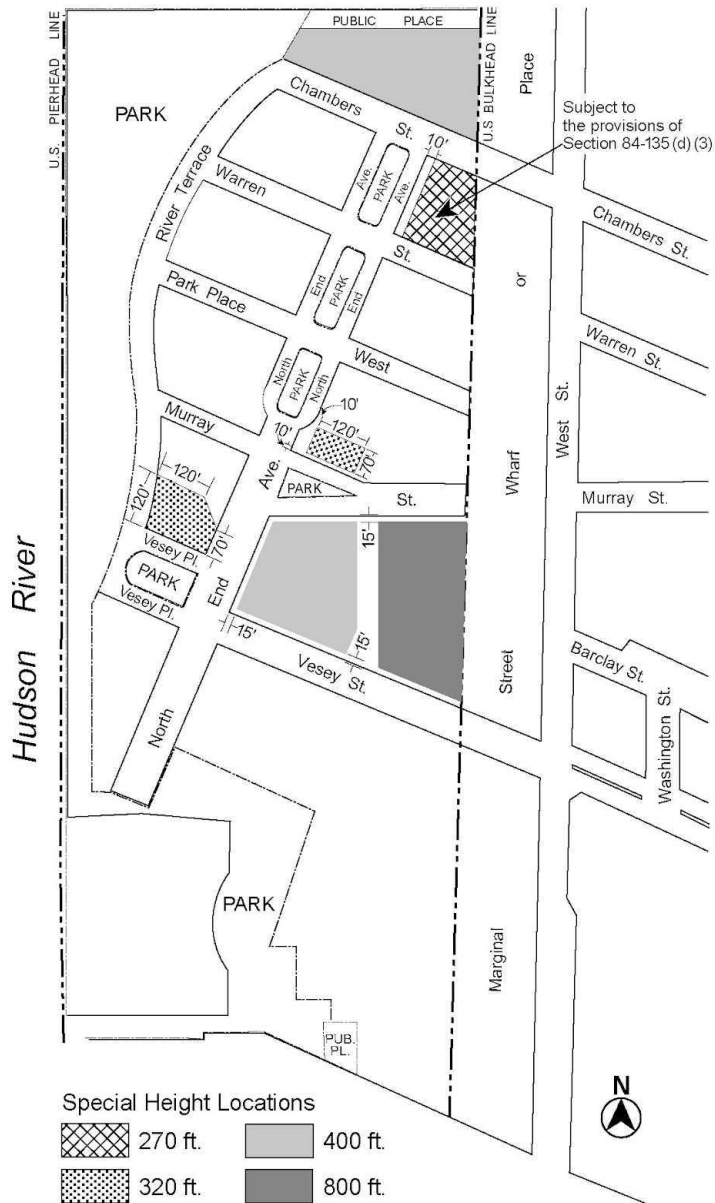 PUBLIC PLACE
U.S. PIERHEAD LINE
U.S BULKHEAD LINE
Place
PARK
Chambers
St.
10'
Subject to
the provisions of
Section 84-135 (d) (3)
Ave.
PARK
Ave.
River Terrace
Warren
St.
Chambers St.
End
PARK
End
or
Park Place
West
Warren St.
North
PARK
North
West St.
10'
10'
120'
70'
Murray
Ave.
PARK
St.
Wharf
Murray St.
120'
120'
70'
Vesey Pl.
PARK
Vesey Pl.
End
15'
15'
15'
Vesey St.
Street
Barclay St.
Washington St.
Hudson River
North
PARK
Marginal
PUB.
PL.
N
Special Height Locations
270 ft.
400 ft.
320 ft.
800 ft.